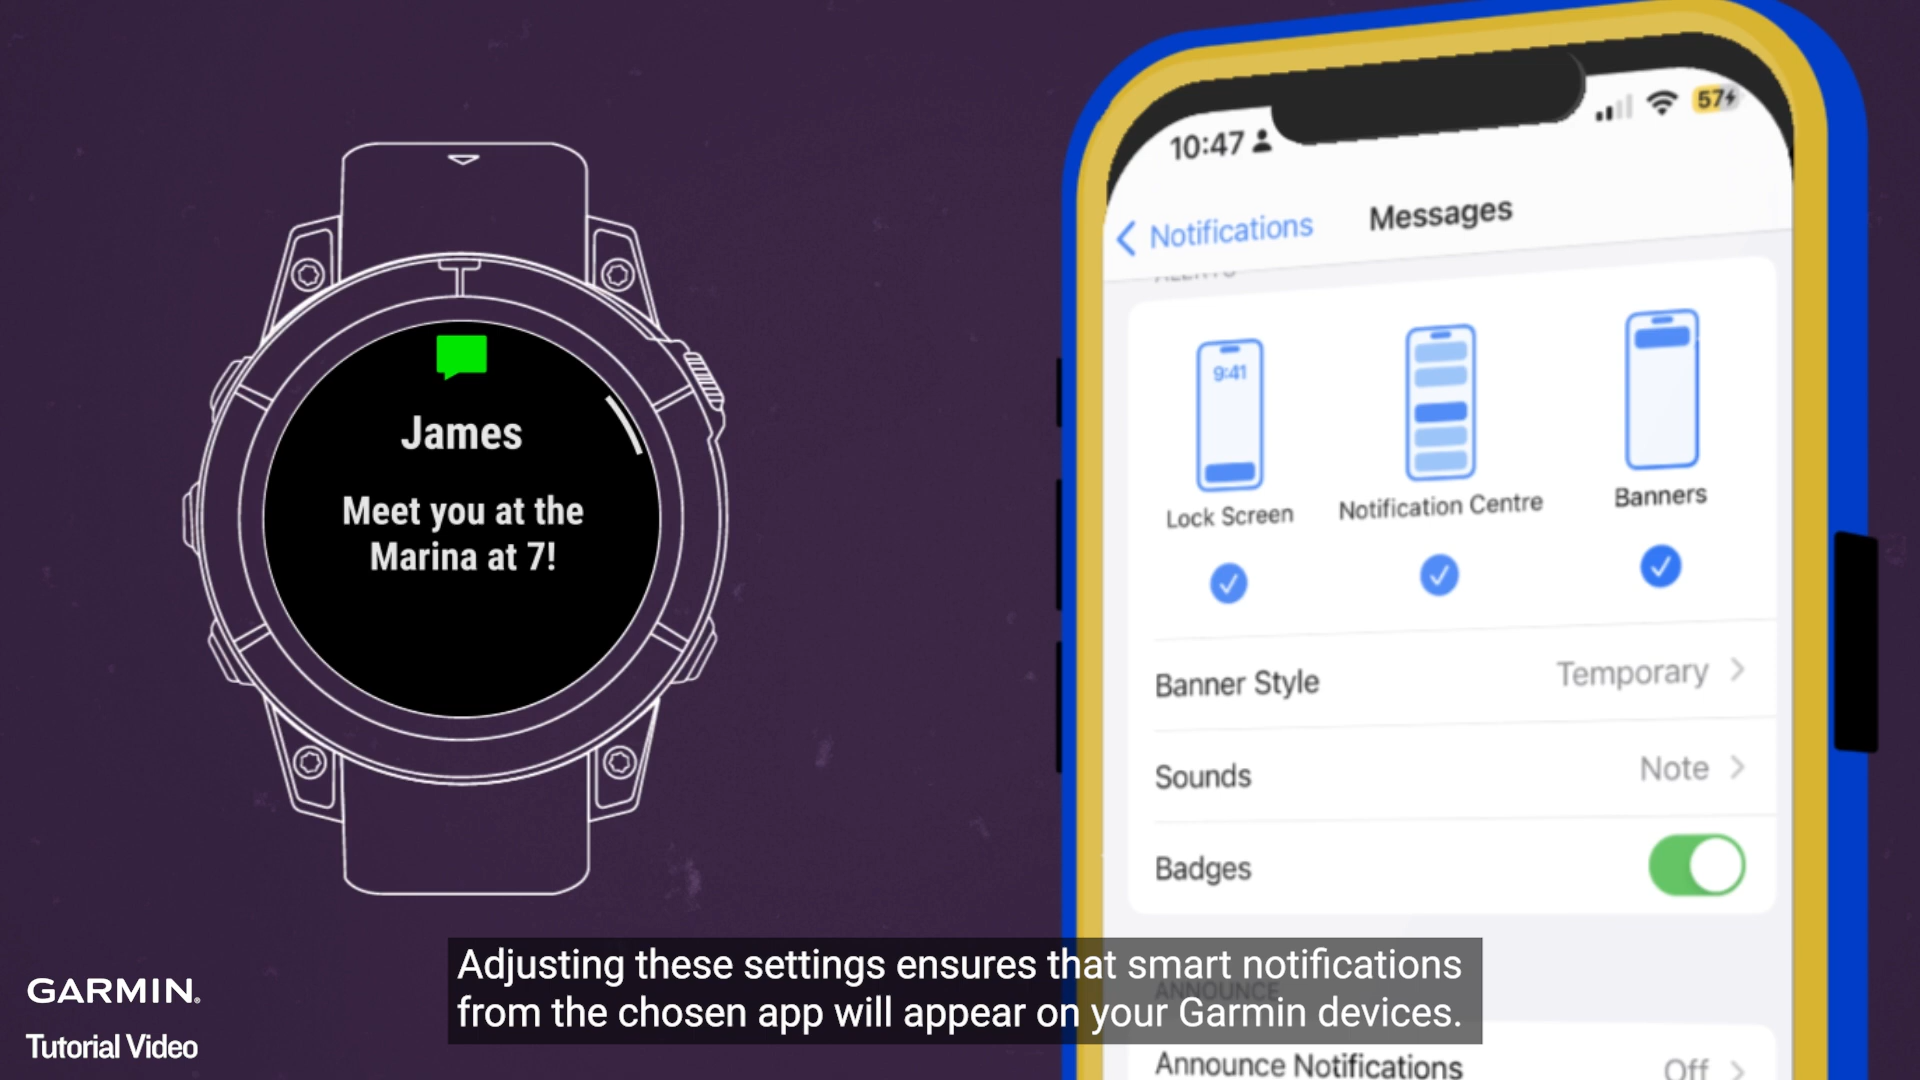 James
Meet you at the
Marina at 7!
10:47
57
Notifications
Messages
ALERTS
9:41
Lock Screen
Notification Centre
Banners
Banner Style
Temporary
Sounds
Note
Badges
Adjusting these settings ensures that smart notifications
from the chosen app will appear on your Garmin devices.
ANNOUNCE
Announce Notifications
Off
GARMIN®
Tutorial Video